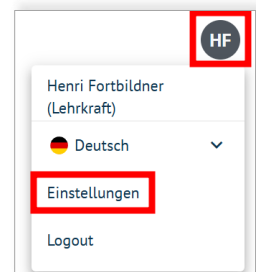 HF
Henri Fortbildner
(Lehrkraft)
Deutsch
Einstellungen
Logout